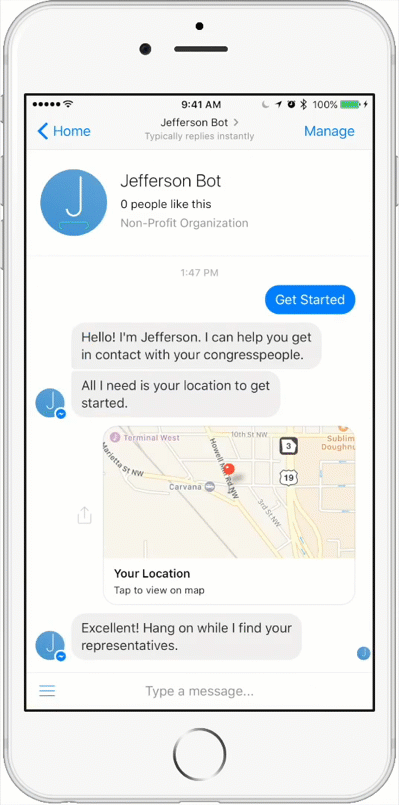 9:41 AM
100%
Home
Jefferson Bot
Typically replies instantly
Manage
J
Jefferson Bot
0 people like this
Non-Profit Organization
1:47 PM
Get Started
Hello! I'm Jefferson. I can help you get
in contact with your congresspeople.
All I need is your location to get
started.
J
J Terminal West
10th St NW
Sublim
Doughnu
3
Marietta St NW
Howell Mill Rd NW
Carvana
19
3rd St NW
Your Location
Tap to view on map
Excellent! Hang on while I find your
representatives.
J
J
Type a message...